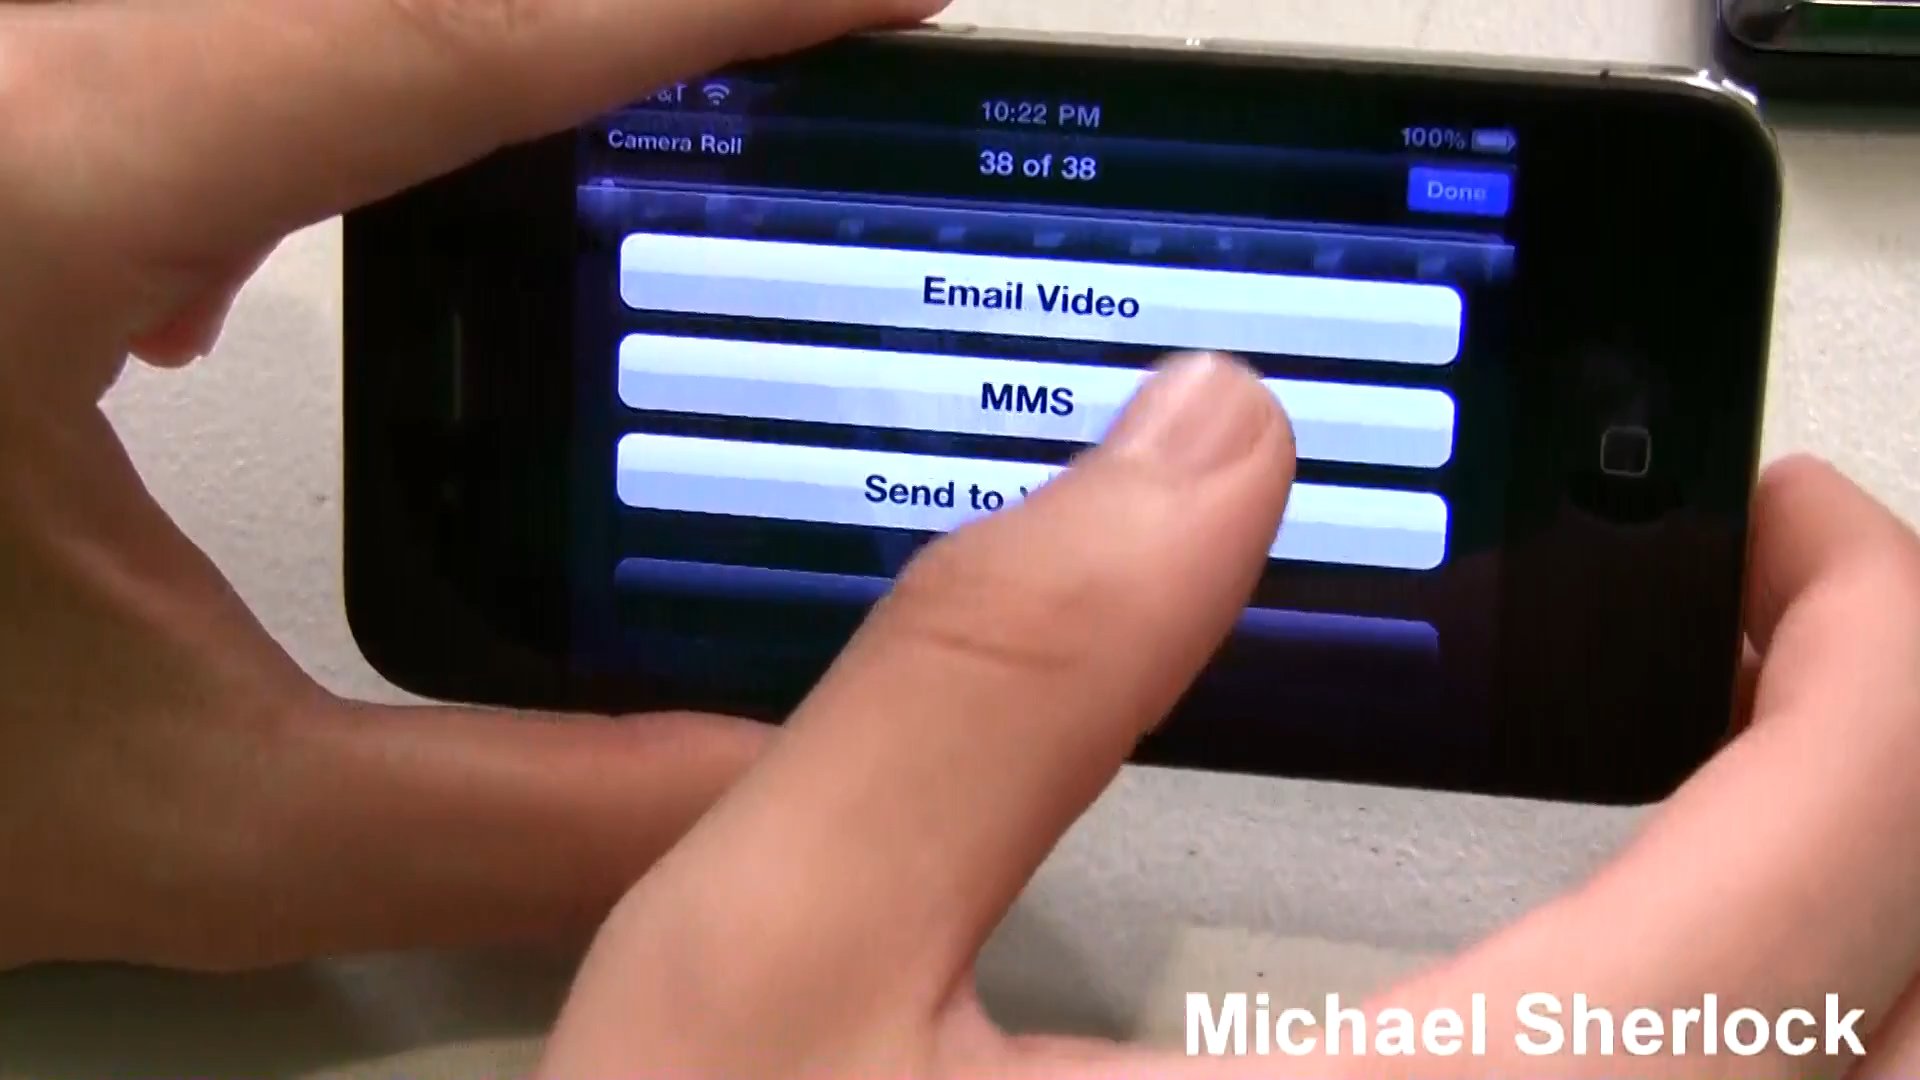 10:22 PM
100%
Camera Roll
38 of 38
Done
Email Video
MMS
Send to
Michael Sherlock